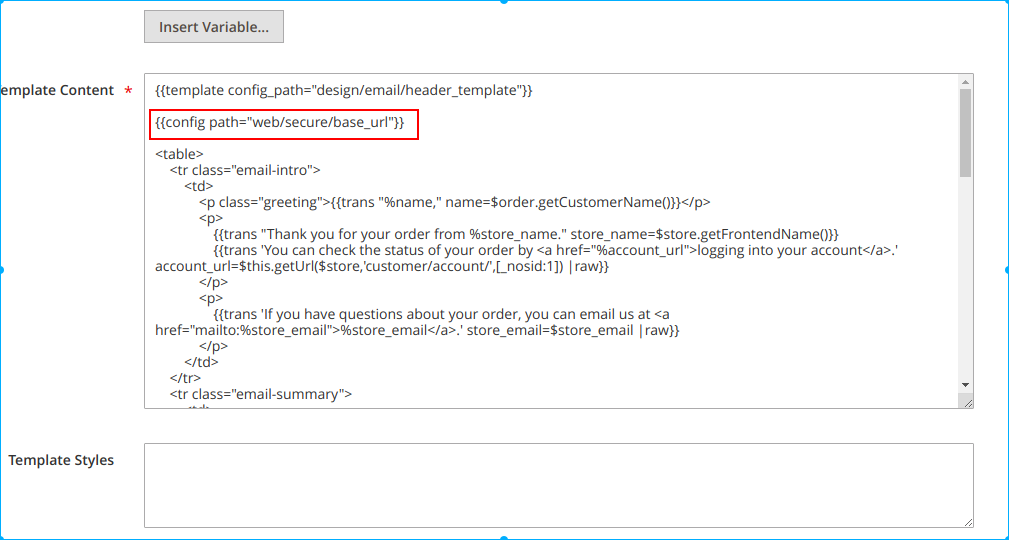 Insert Variable...
emplate Content *
{{template config_path="design/email/header_template"}}
{{config path="web/secure/base_url"}}
<table>
<tr class="email-intro">
<td>
<p class="greeting">{{trans "%name," name=$order.getCustomerName()}}</p>
<p>
{{trans "Thank you for your order from %store_name." store_name=$store.getFrontendName()}}
{{trans 'You can check the status of your order by <a href="%account_url">logging into your account</a>.'
account_url=$this.getUrl($store,'customer/account/',[_nosid:1]) |raw}}
</p>
<p>
{{trans 'If you have questions about your order, you can email us at <a
href="mailto:%store_email">%store_email</a>.' store_email=$store_email |raw}}
</p>
</td>
</tr>
<tr class="email-summary">
<td>
Template Styles